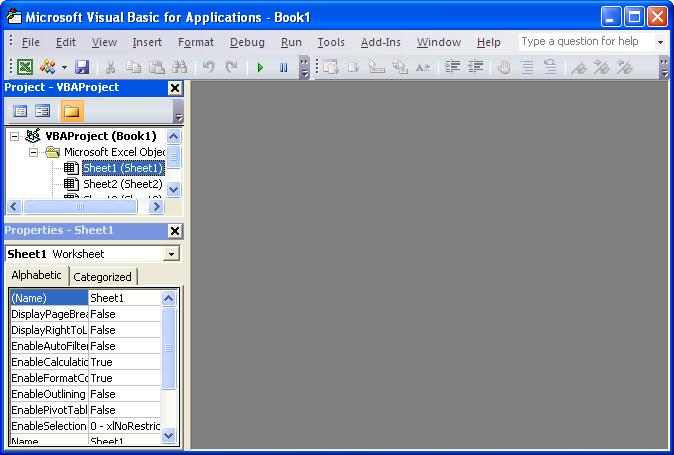 Microsoft Visual Basic for Applications - Book1
File Edit View Insert Format Debug Run Tools Add-Ins Window Help Type a question for help
Project - VBAProject
VBAProject (Book1)
Microsoft Excel Objec
Sheet1 (Sheet1)
Sheet2 (Sheet2)
Properties - Sheet1
Sheet1 Worksheet
Alphabetic Categorized
(Name) Sheet1
DisplayPageBrea False
DisplayRightToL False
EnableAutoFilter False
EnableCalculatio True
EnableFormatCo True
EnableOutlining False
EnablePivotTabl False
EnableSelection 0 - xlNoRestric
Name Sheet1